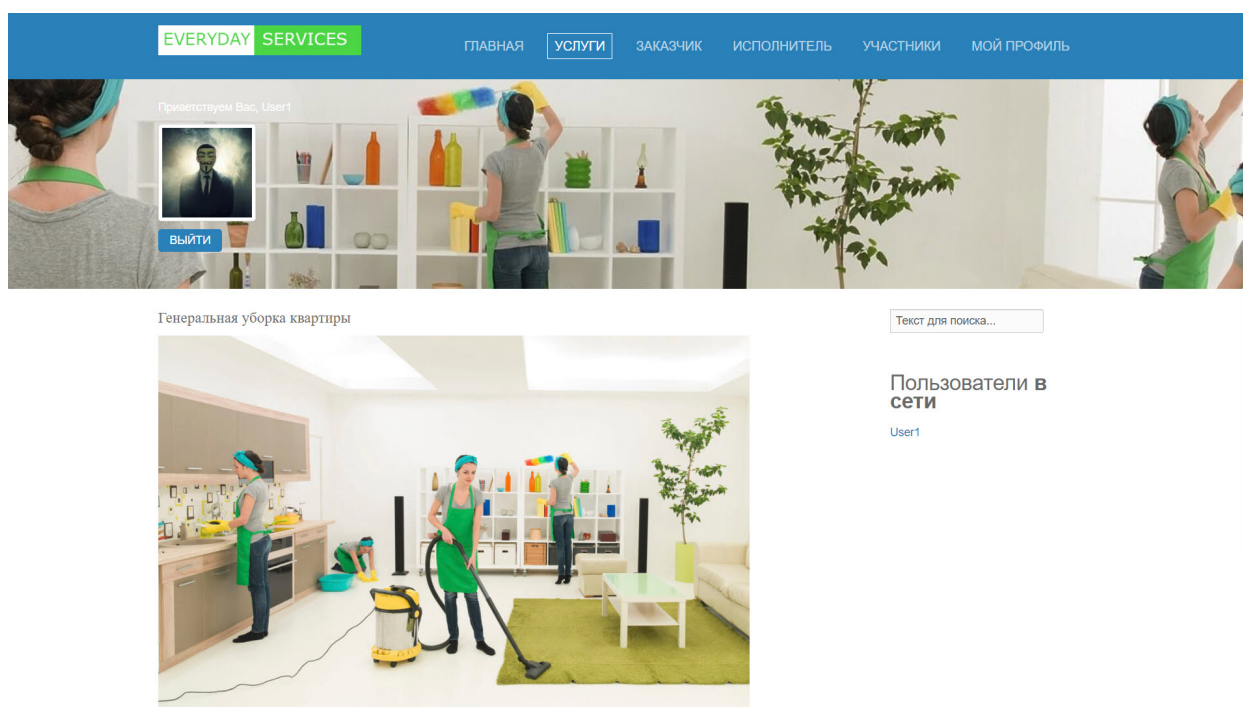 EVERYDAY SERVICES
ГЛАВНАЯ УСЛУГИ ЗАКАЗЧИК ИСПОЛНИТЕЛЬ УЧАСТНИКИ МОЙ ПРОФИЛЬ
Приветствуем Вас, User1
ВЫЙТИ
Генеральная уборка квартиры
Текст для поиска...
Пользователи в
сети
User1